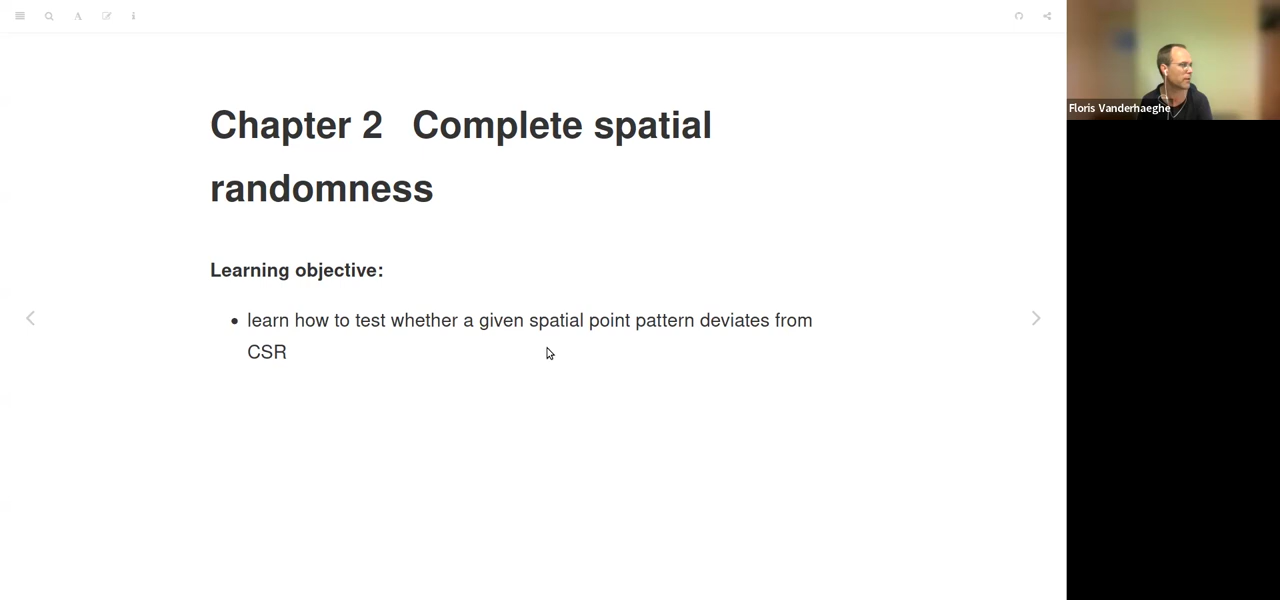 Chapter 2 Complete spatial
randomness
Learning objective:
• learn how to test whether a given spatial point pattern deviates from
CSR
Floris Vanderhaeghe